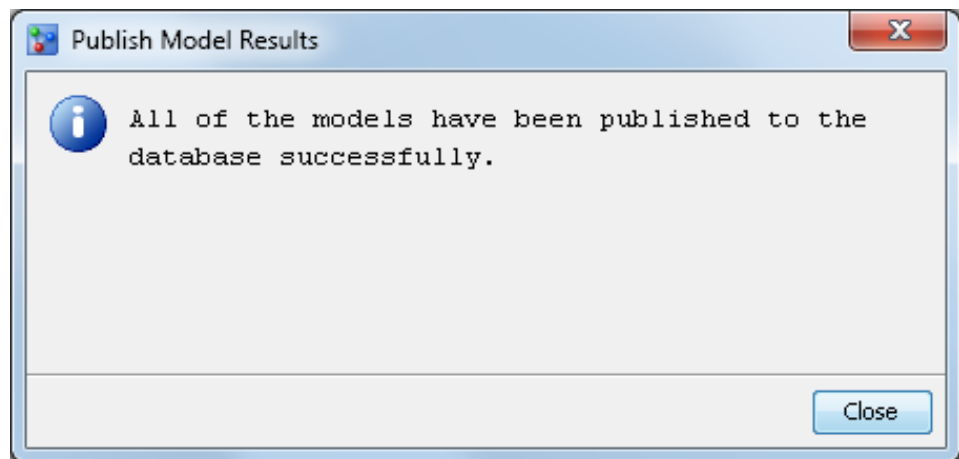 Publish Model Results
All of the models have been published to the
database successfully.
Close